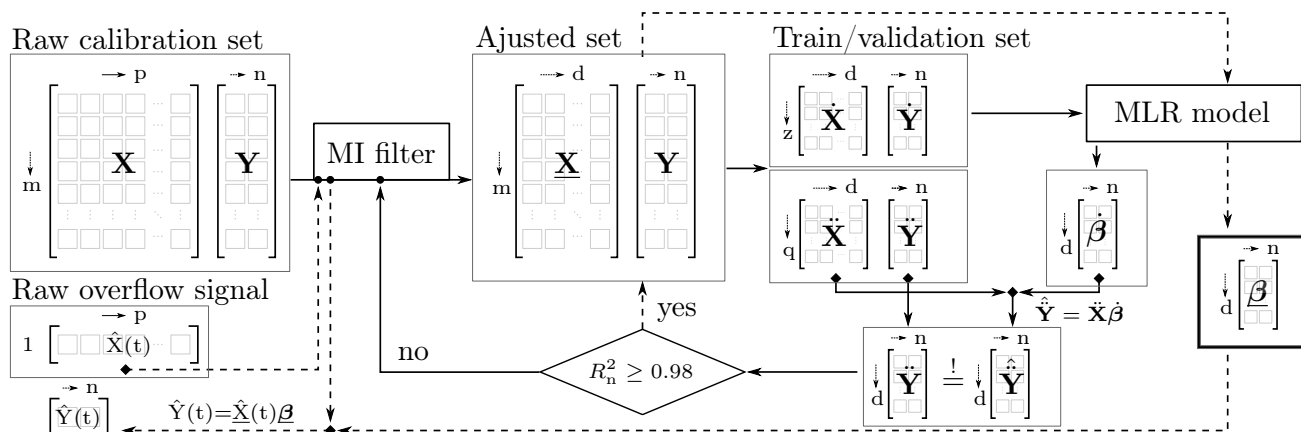 Raw calibration set
Ajusted set
Train/validation set
p
n
d
n
d
n
m
X
Y
MI filter
m
X
Y
z
Ẋ
Ẏ
MLR model
d
n
q
Ẍ
Ÿ
n
d
β̇
n
d
β
Raw overflow signal
p
1
X̂(t)
yes
no
R²ₙ ≥ 0.98
Ÿ̂ = Ẍβ̇
n
n
d
Ÿ
!
=
d
Ÿ̂
n
Ŷ(t)
Ŷ(t)=X̂(t)β